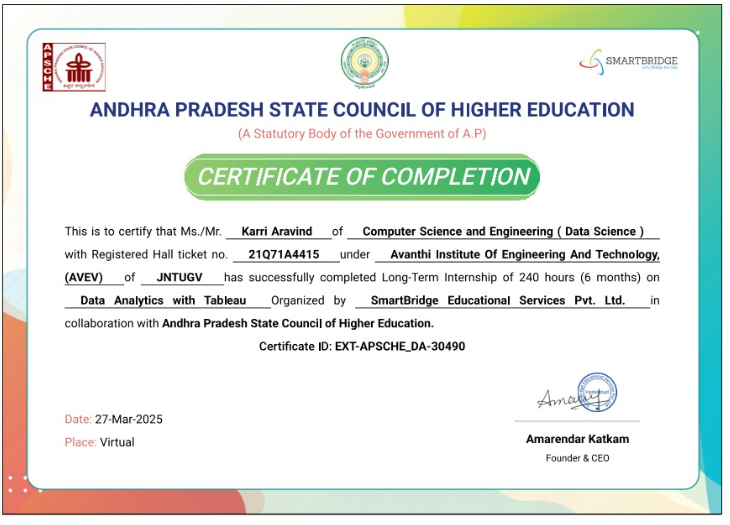 APSCHE
SMARTBRIDGE
Let's Bridge the Gap
ANDHRA PRADESH STATE COUNCIL OF HIGHER EDUCATION
(A Statutory Body of the Government of A.P)
CERTIFICATE OF COMPLETION
This is to certify that Ms./Mr. Karri Aravind of Computer Science and Engineering ( Data Science )
with Registered Hall ticket no. 21Q71A4415 under Avanthi Institute Of Engineering And Technology,
(AVEV) of JNTUGV has successfully completed Long-Term Internship of 240 hours (6 months) on
Data Analytics with Tableau Organized by SmartBridge Educational Services Pvt. Ltd. in
collaboration with Andhra Pradesh State Council of Higher Education.
Certificate ID: EXT-APSCHE_DA-30490
Hyderabad
Date: 27-Mar-2025
Place: Virtual
Amarendar Katkam
Founder & CEO